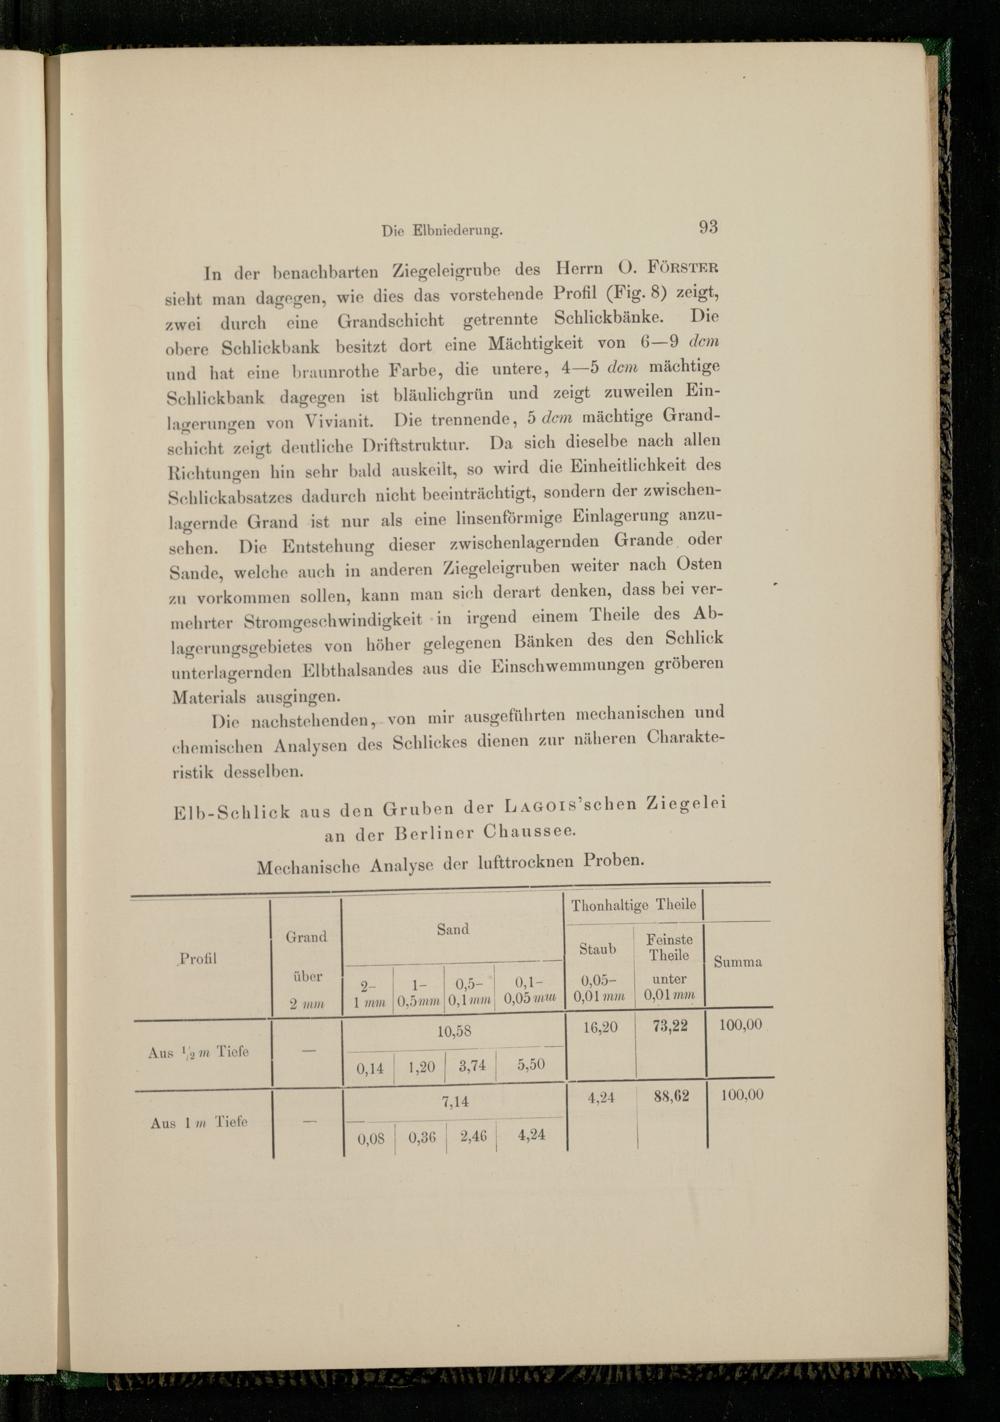 Die Elbniederung. 93
In der benachbarten Ziegeleigrube des Herrn O. FÖRSTER
sieht man dagegen, wie dies das vorstehende Profil (Fig. 8) zeigt,
zwei durch eine Grandschicht getrennte Schlickbänke. Die
obere Schlickbank besitzt dort eine Mächtigkeit von 6—9 dcm
und hat eine braunrothe Farbe, die untere, 4—5 dcm mächtige
Schlickbank dagegen ist bläulichgrün und zeigt zuweilen Ein-
lagerungen von Vivianit. Die trennende, 5 dcm mächtige Grand-
schicht zeigt deutliche Driftstruktur. Da sich dieselbe nach allen
Richtungen hin sehr bald auskeilt, so wird die Einheitlichkeit des
Schlickabsatzes dadurch nicht beeinträchtigt, sondern der zwischen-
lagernde Grand ist nur als eine linsenförmige Einlagerung anzu-
sehen. Die Entstehung dieser zwischenlagernden Grande oder
Sande, welche auch in anderen Ziegeleigruben weiter nach Osten
zu vorkommen sollen, kann man sich derart denken, dass bei ver-
mehrter Stromgeschwindigkeit in irgend einem Theile des Ab-
lagerungsgebietes von höher gelegenen Bänken des den Schlick
unterlagernden Elbthalsandes aus die Einschwemmungen gröberen
Materials ausgingen.
Die nachstehenden, von mir ausgeführten mechanischen und
chemischen Analysen des Schlickes dienen zur näheren Charakte-
ristik desselben.
Elb-Schlick aus den Gruben der LAGOIS'schen Ziegelei
an der Berliner Chaussee.
Mechanische Analyse der lufttrocknen Proben.
Thonhaltige Theile
Grand Sand Staub Feinste
Theile
Profil Summa
über 2- 1- 0,5- 0,1- 0,05- unter
2 mm 1 mm 0,5mm 0,1mm 0,05mm 0,01mm 0,01mm
10,58 16,20 73,22 100,00
Aus 1/2 m Tiefe —
0,14 1,20 3,74 5,50
7,14 4,24 88,62 100,00
Aus 1 m Tiefe —
0,08 0,36 2,46 4,24